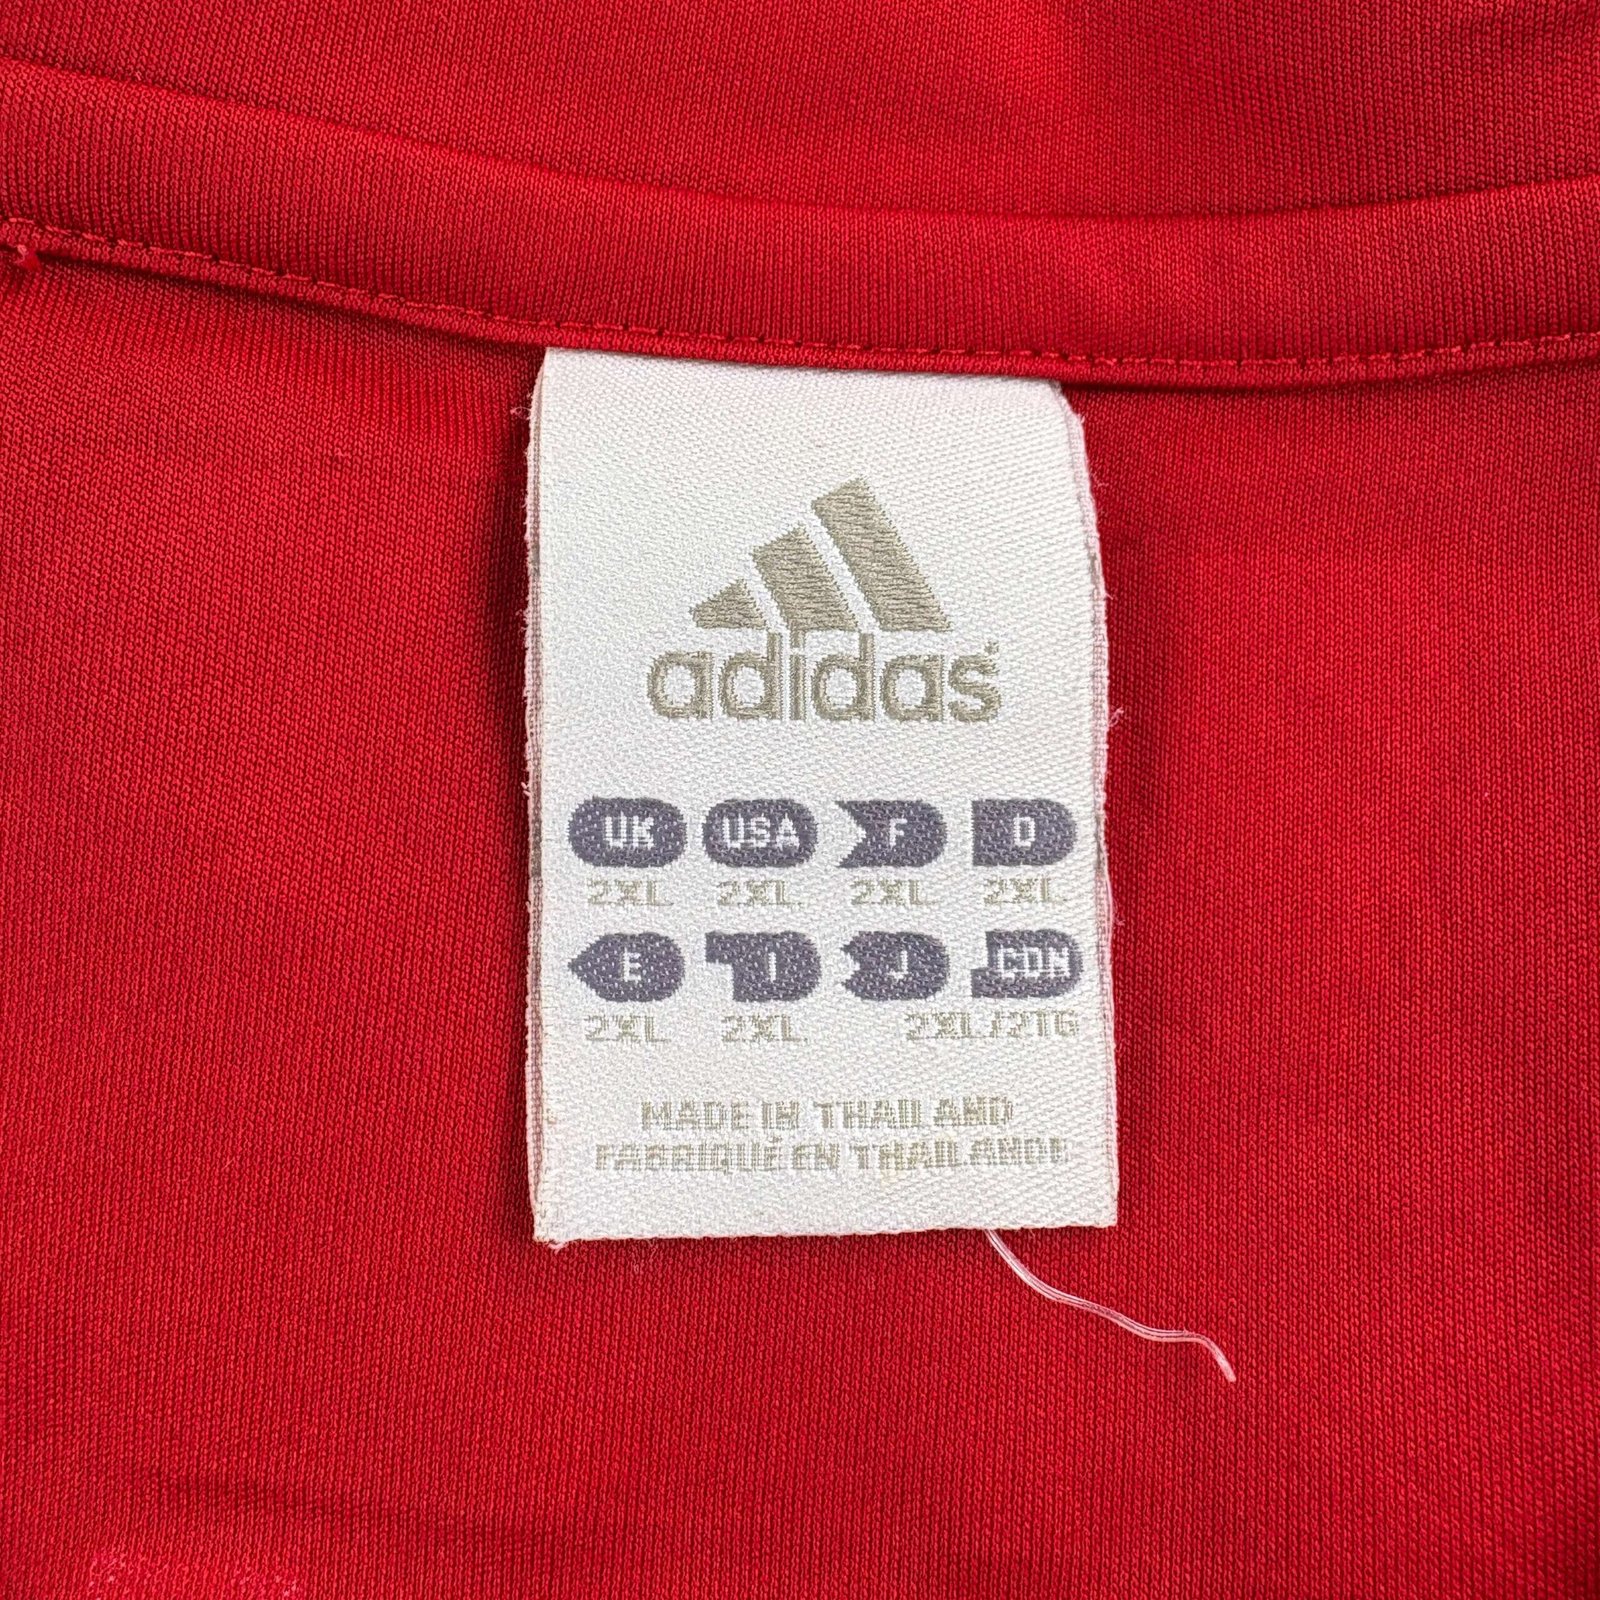 adidas®
UK USA F D
2XL 2XL 2XL 2XL
E I J CDN
2XL 2XL 2XL/2TG
MADE IN THAILAND
FABRIQUÉ EN THAILANDE